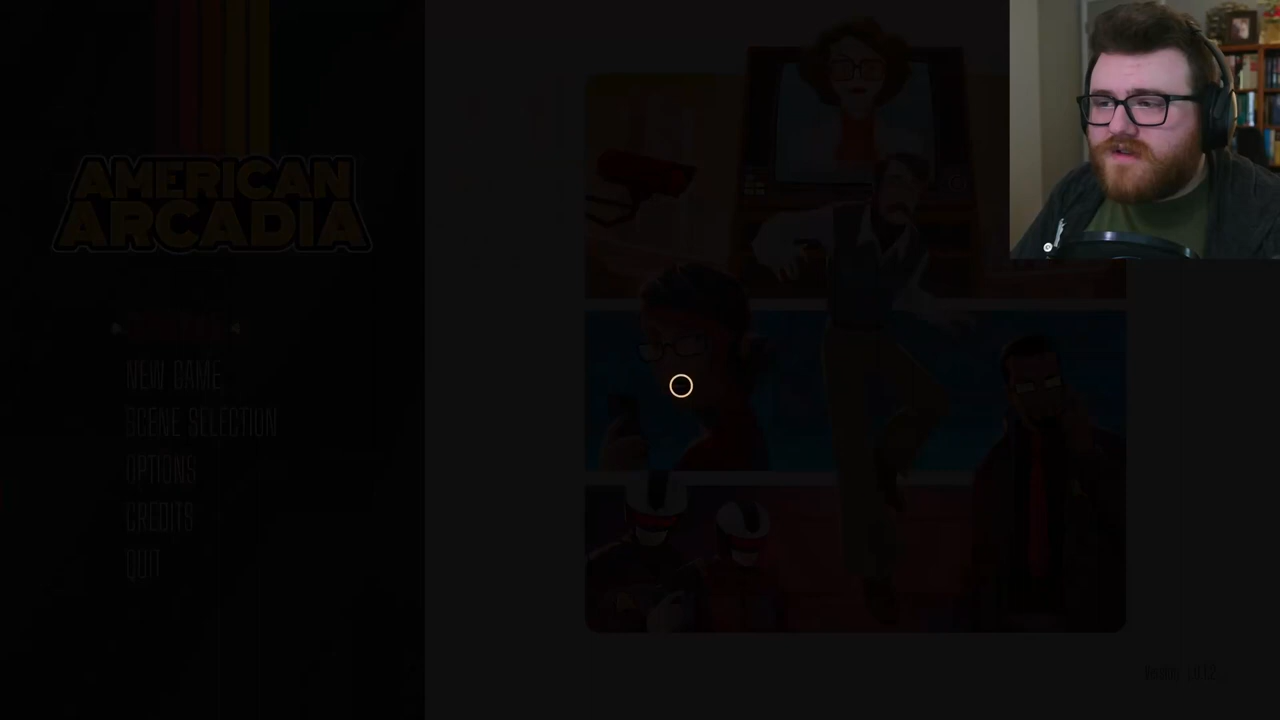 AMERICAN
ARCADIA
NEW GAME
SCENE SELECTION
OPTIONS
CREDITS
QUIT